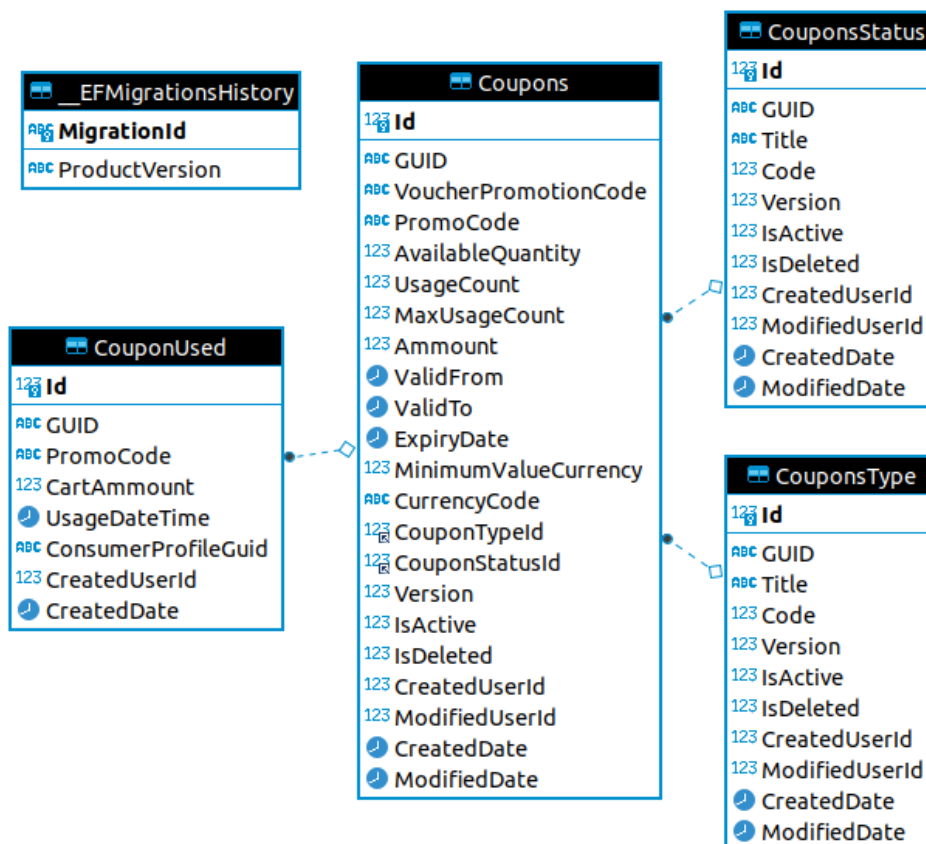 __EFMigrationsHistory
MigrationId
ProductVersion
CouponUsed
Id
GUID
PromoCode
CartAmmount
UsageDateTime
ConsumerProfileGuid
CreatedUserId
CreatedDate
Coupons
Id
GUID
VoucherPromotionCode
PromoCode
AvailableQuantity
UsageCount
MaxUsageCount
Ammount
ValidFrom
ValidTo
ExpiryDate
MinimumValueCurrency
CurrencyCode
CouponTypeId
CouponStatusId
Version
IsActive
IsDeleted
CreatedUserId
ModifiedUserId
CreatedDate
ModifiedDate
CouponsStatus
Id
GUID
Title
Code
Version
IsActive
IsDeleted
CreatedUserId
ModifiedUserId
CreatedDate
ModifiedDate
CouponsType
Id
GUID
Title
Code
Version
IsActive
IsDeleted
CreatedUserId
ModifiedUserId
CreatedDate
ModifiedDate